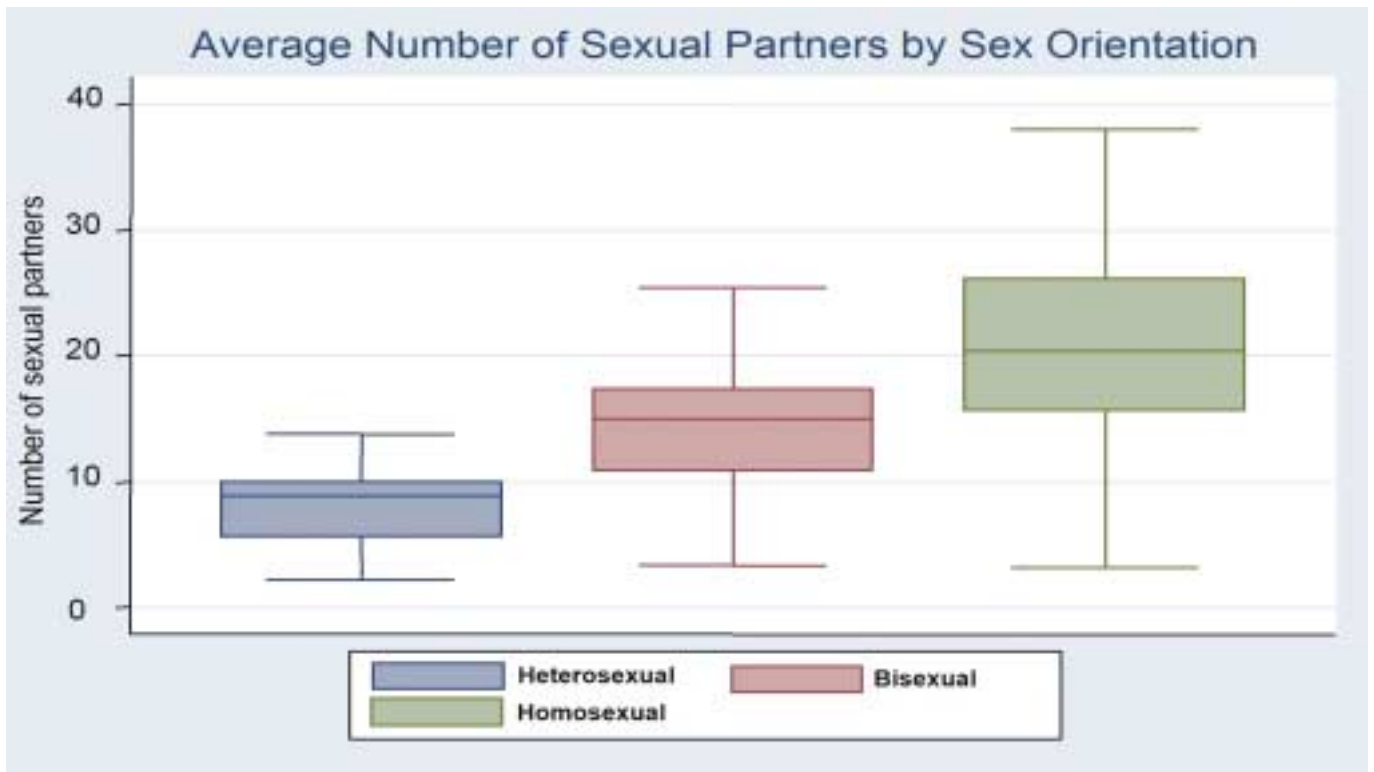 Average Number of Sexual Partners by Sex Orientation
Number of sexual partners
40
30
20
10
0
Heterosexual
Bisexual
Homosexual